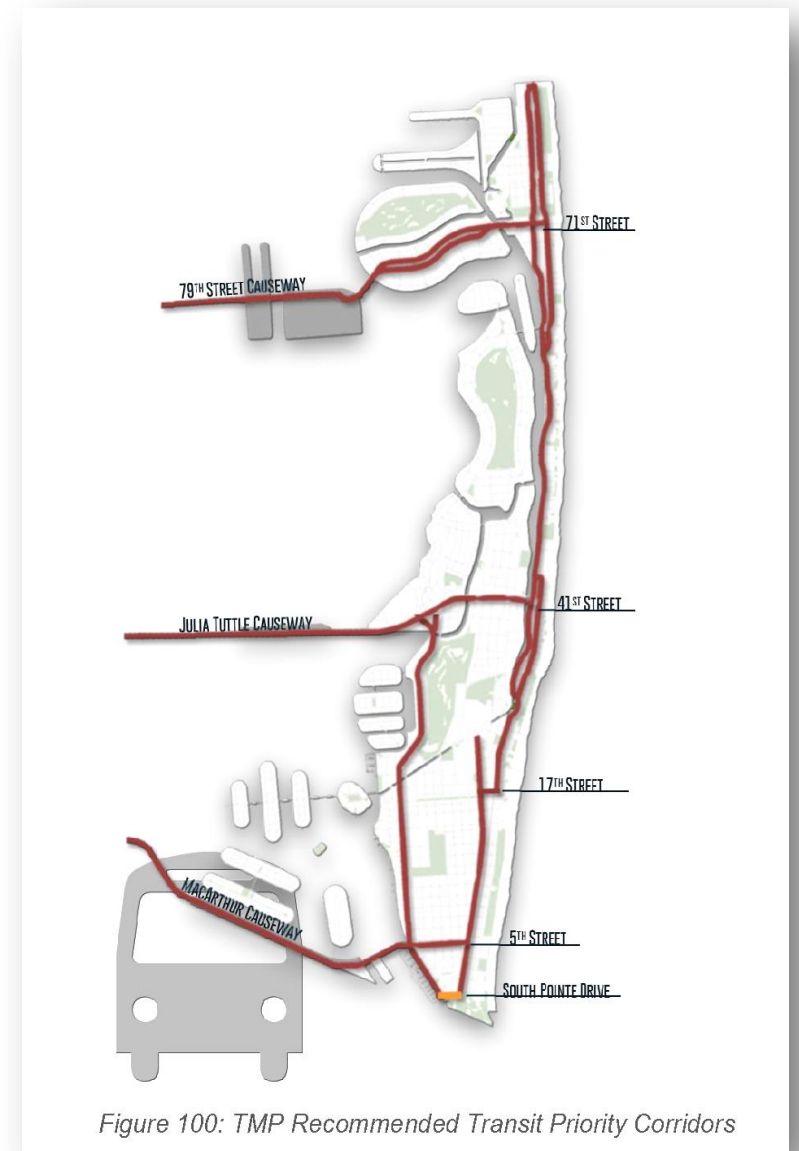 71ST STREET
79TH STREET CAUSEWAY
41ST STREET
JULIA TUTTLE CAUSEWAY
17TH STREET
MACARTHUR CAUSEWAY
5TH STREET
SOUTH POINTE DRIVE
Figure 100: TMP Recommended Transit Priority Corridors